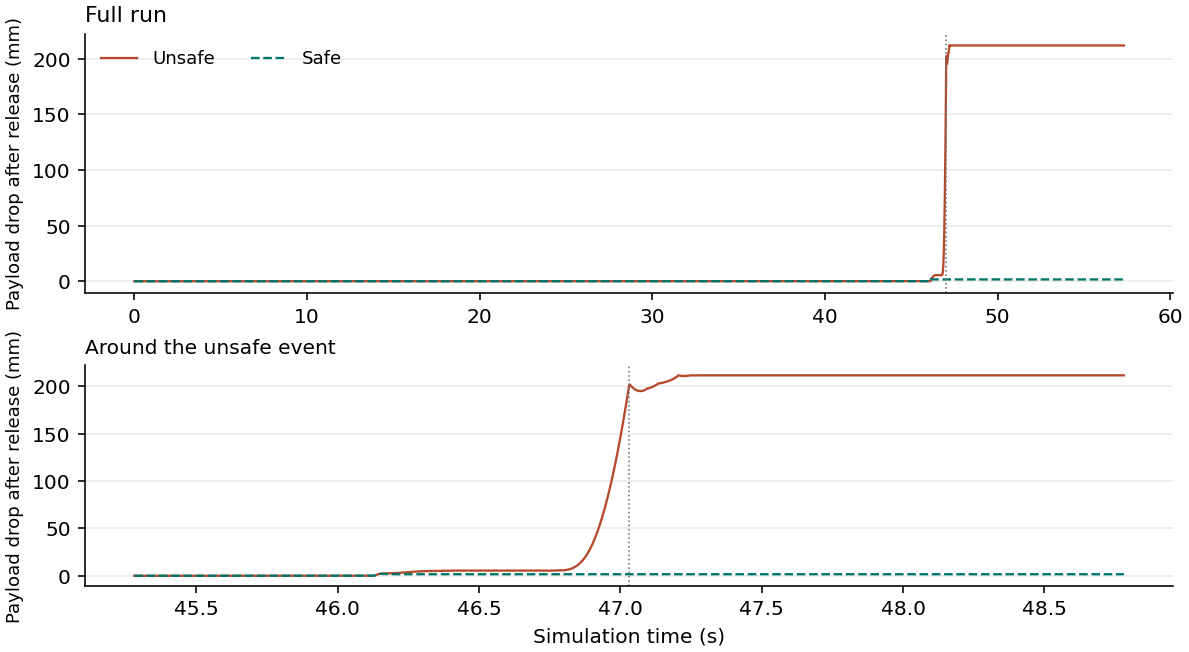 Full run
Payload drop after release (mm)
200
150
100
50
0
Unsafe
Safe
0 10 20 30 40 50 60
Around the unsafe event
Payload drop after release (mm)
200
150
100
50
0
45.5 46.0 46.5 47.0 47.5 48.0 48.5
Simulation time (s)